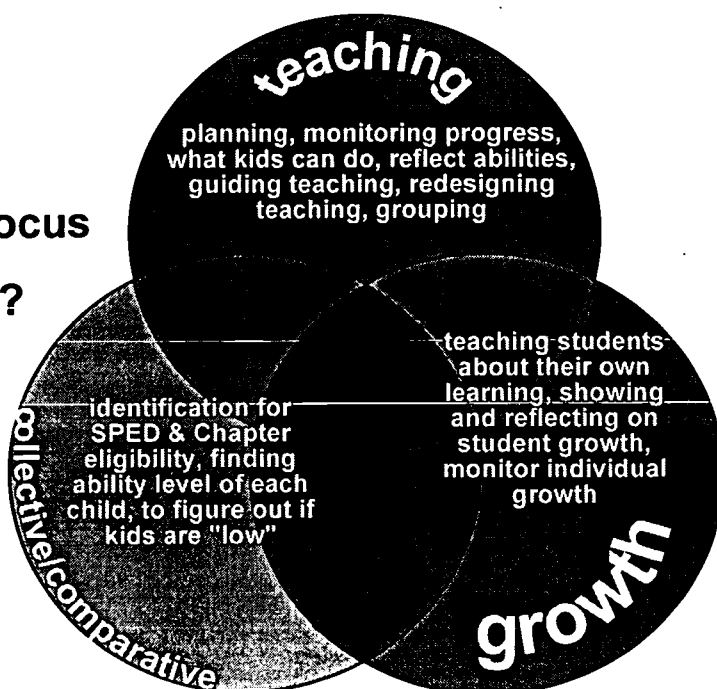 teaching
planning, monitoring progress,
what kids can do, reflect abilities,
guiding teaching, redesigning
teaching, grouping
ocus
?
collective/comparative
identification for
SPED & Chapter
eligibility, finding
ability level of each
child, to figure out if
kids are "low"
teaching students
about their own
learning, showing
and reflecting on
student growth,
monitor individual
growth
growth